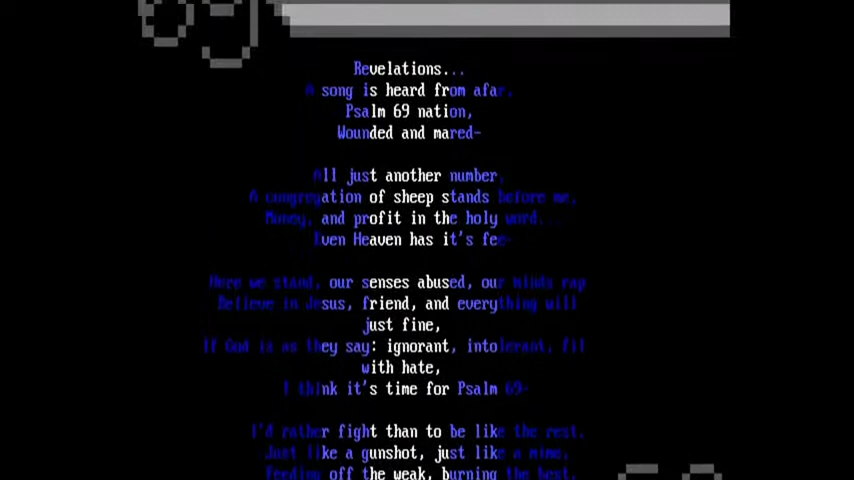 Revelations...
A song is heard from afar.
Psalm 69 nation,
Wounded and mared-
All just another number.
A congregation of sheep stands before me.
Money, and profit in the holy word...
Even Heaven has it's fee-
Here we stand, our senses abused, our minds rap
Believe in Jesus, friend, and everything will
just fine,
If God is as they say: ignorant, intolerant, fil
with hate,
I think it's time for Psalm 69-
I'd rather fight than to be like the rest.
Just like a gunshot, just like a mime.
Feeding off the weak, burning the best.